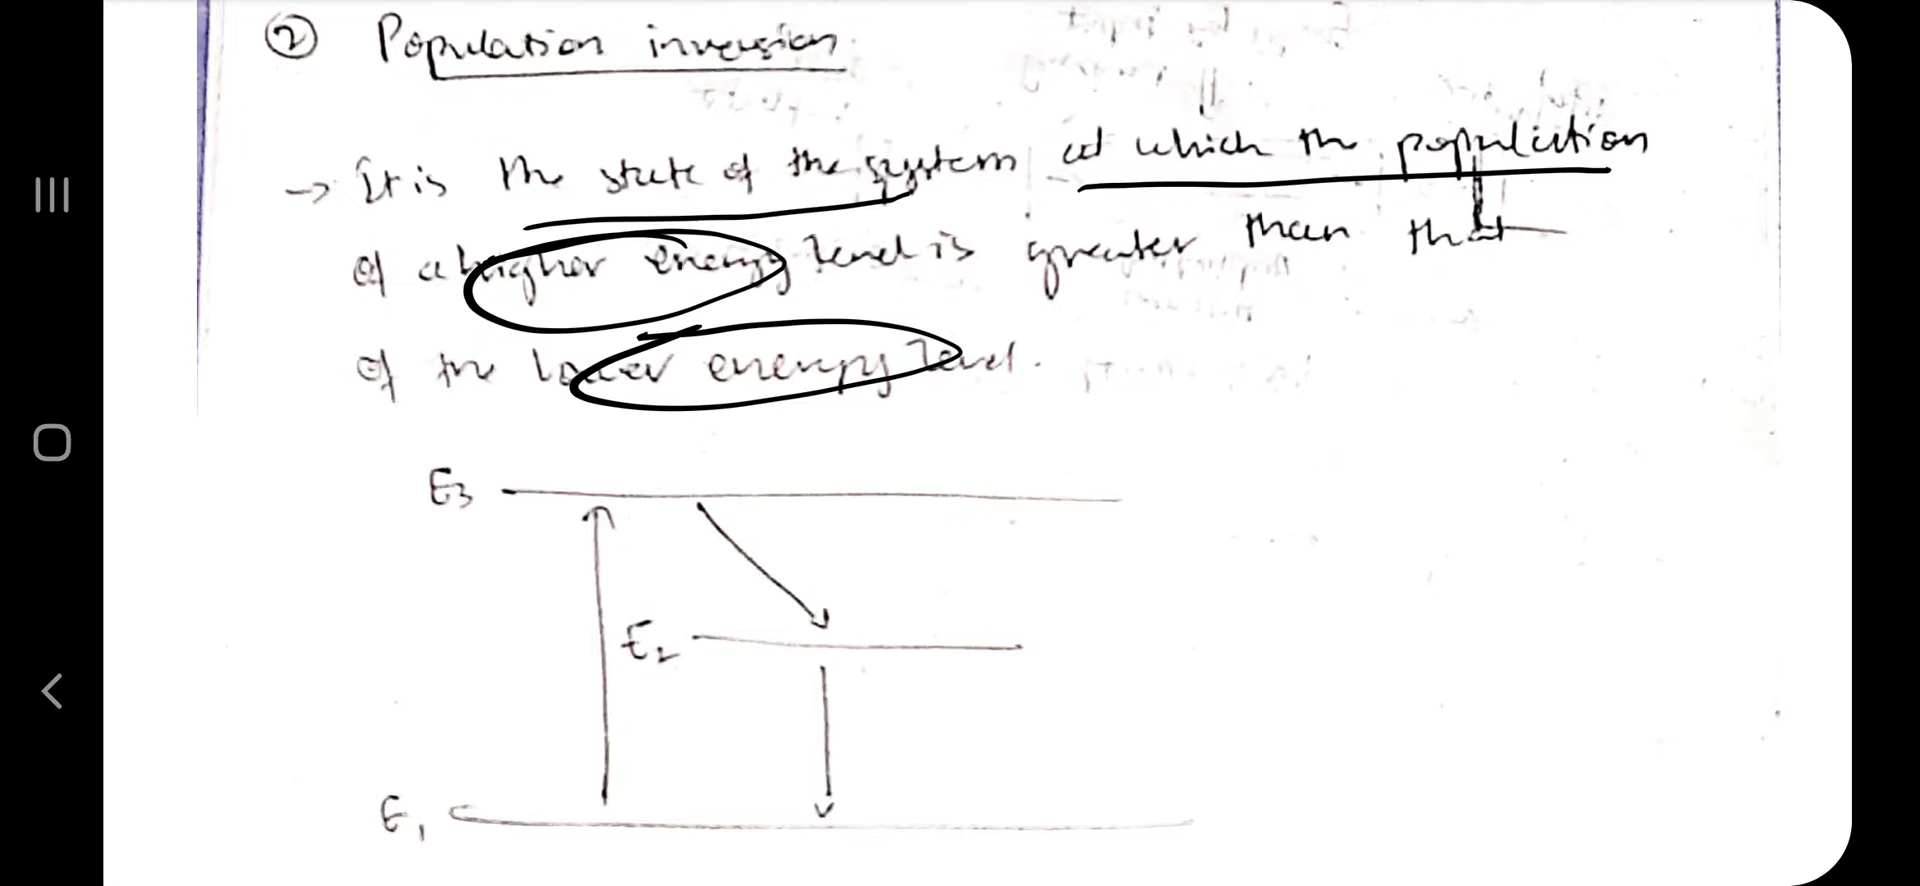 ② Population inversion
→ It is the state of the system at which the population
of a higher energy level is greater than that
of the lower energy level.
E3
E2
E1